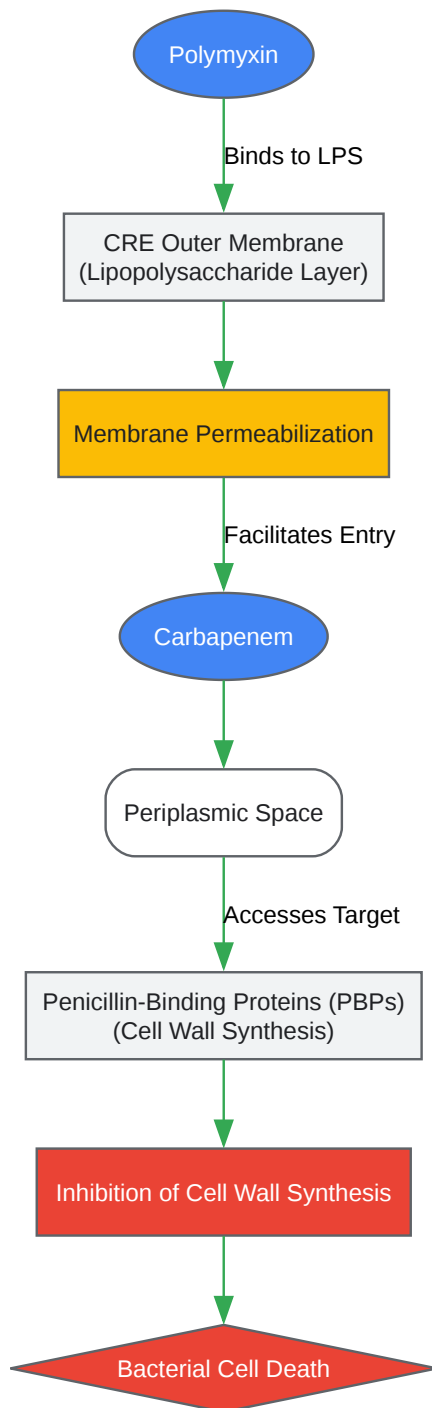 Polymyxin
Binds to LPS
CRE Outer Membrane
(Lipopolysaccharide Layer)
Membrane Permeabilization
Facilitates Entry
Carbapenem
Periplasmic Space
Accesses Target
Penicillin-Binding Proteins (PBPs)
(Cell Wall Synthesis)
Inhibition of Cell Wall Synthesis
Bacterial Cell Death